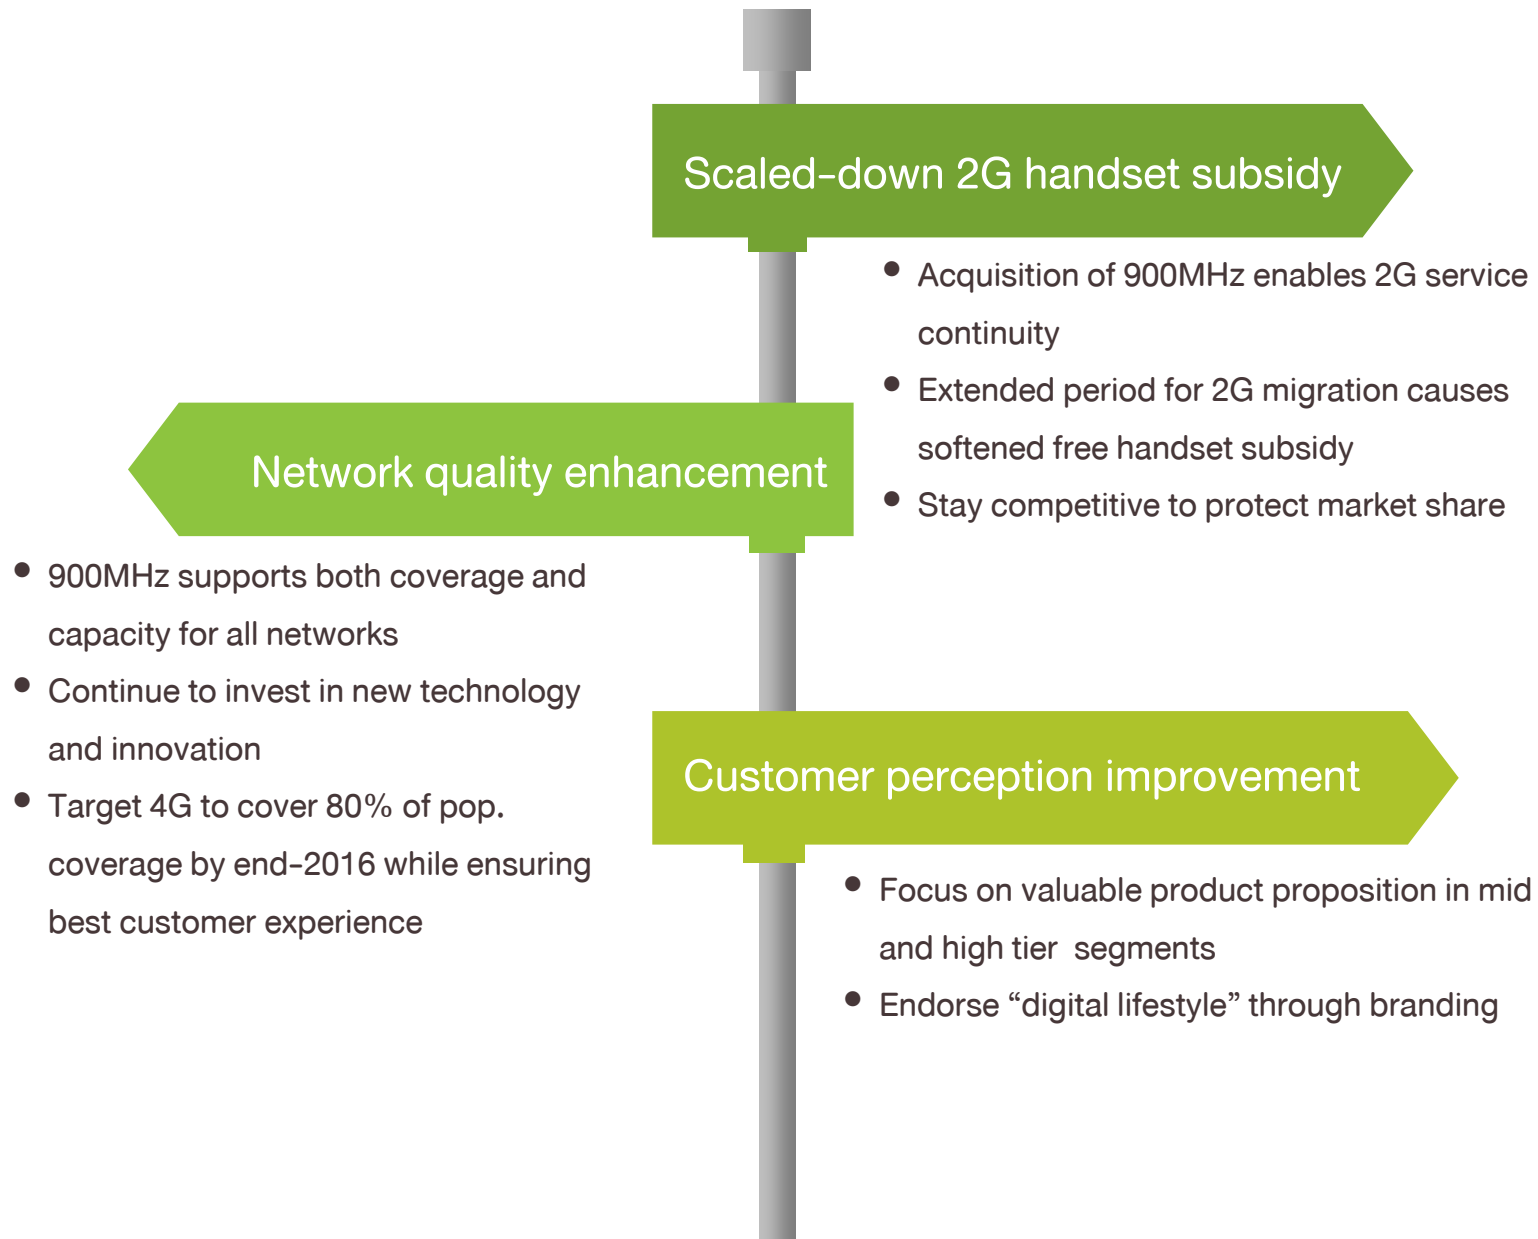 Scaled-down 2G handset subsidy
• Acquisition of 900MHz enables 2G service
continuity
• Extended period for 2G migration causes
softened free handset subsidy
• Stay competitive to protect market share
Network quality enhancement
• 900MHz supports both coverage and
capacity for all networks
• Continue to invest in new technology
and innovation
• Target 4G to cover 80% of pop.
coverage by end-2016 while ensuring
best customer experience
Customer perception improvement
• Focus on valuable product proposition in mid
and high tier  segments
• Endorse “digital lifestyle” through branding